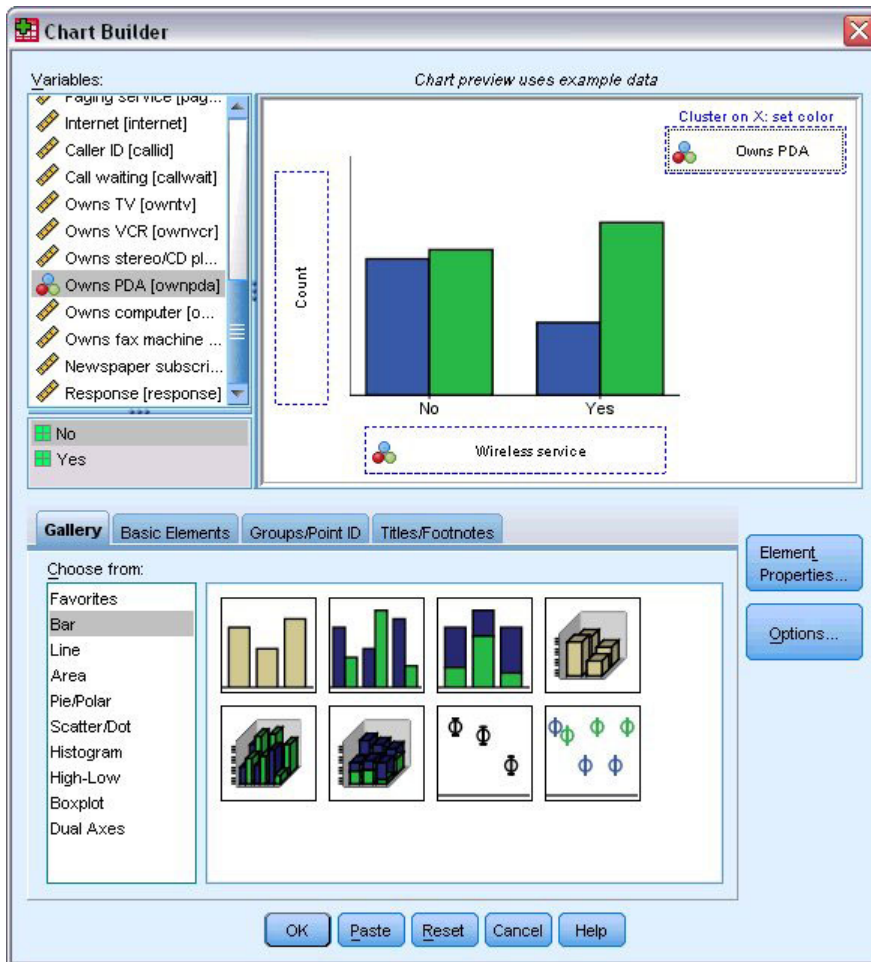 Chart Builder
Variables:
Chart preview uses example data
Paging service [pag...
Internet [internet]
Caller ID [callid]
Call waiting [callwait]
Owns TV [owntv]
Owns VCR [ownvcr]
Owns stereo/CD pl...
Owns PDA [ownpda]
Owns computer [o...
Owns fax machine ...
Newspaper subscri...
Response [response]
No
Yes
Cluster on X: set color
Owns PDA
Count
No
Yes
Wireless service
Gallery
Basic Elements
Groups/Point ID
Titles/Footnotes
Choose from:
Favorites
Bar
Line
Area
Pie/Polar
Scatter/Dot
Histogram
High-Low
Boxplot
Dual Axes
Element
Properties...
Options...
OK
Paste
Reset
Cancel
Help